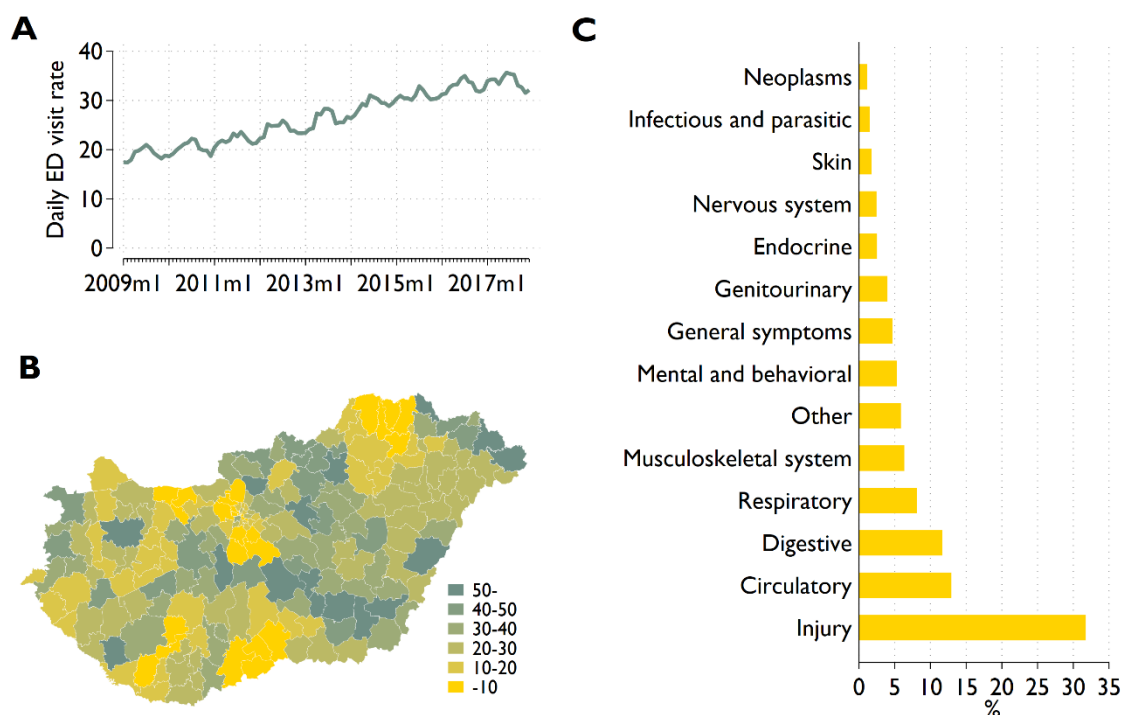 A
Daily ED visit rate
40
30
20
10
0
2009m1 2011m1 2013m1 2015m1 2017m1
B
50-
40-50
30-40
20-30
10-20
-10
C
Neoplasms
Infectious and parasitic
Skin
Nervous system
Endocrine
Genitourinary
General symptoms
Mental and behavioral
Other
Musculoskeletal system
Respiratory
Digestive
Circulatory
Injury
0 5 10 15 20 25 30 35
%